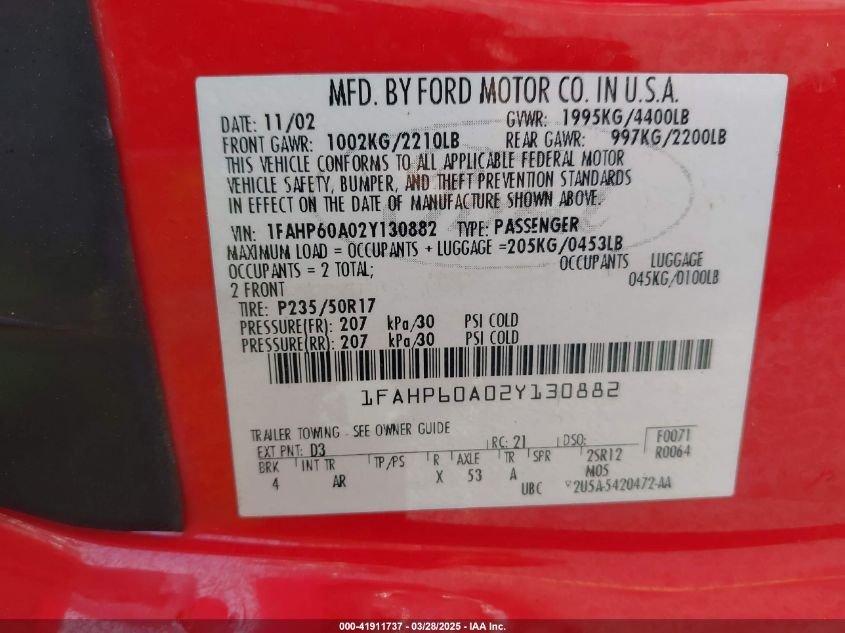 MFD. BY FORD MOTOR CO. IN U.S.A.
DATE: 11/02 GVWR: 1995KG/4400LB
FRONT GAWR: 1002KG/2210LB REAR GAWR: 997KG/2200LB
THIS VEHICLE CONFORMS TO ALL APPLICABLE FEDERAL MOTOR
VEHICLE SAFETY, BUMPER, AND THEFT PREVENTION STANDARDS
IN EFFECT ON THE DATE OF MANUFACTURE SHOWN ABOVE.
VIN: 1FAHP60A02Y130882 TYPE: PASSENGER
MAXIMUM LOAD = OCCUPANTS + LUGGAGE =205KG/0453LB
OCCUPANTS = 2 TOTAL; OCCUPANTS LUGGAGE
2 FRONT 045KG/0100LB
TIRE: P235/50R17
PRESSURE(FR): 207 kPa/30 PSI COLD
PRESSURE(RR): 207 kPa/30 PSI COLD
1FAHP60A02Y130882
TRAILER TOWING - SEE OWNER GUIDE
EXT PNT: D3 RC: 21 DSO: F0071
BRK INT TR TP/PS R AXLE TR SPR 2SR12 R0064
4 AR X 53 A M05
UBC 2U5A-5420472-AA
000-41911737 - 03/28/2025 - IAA Inc.